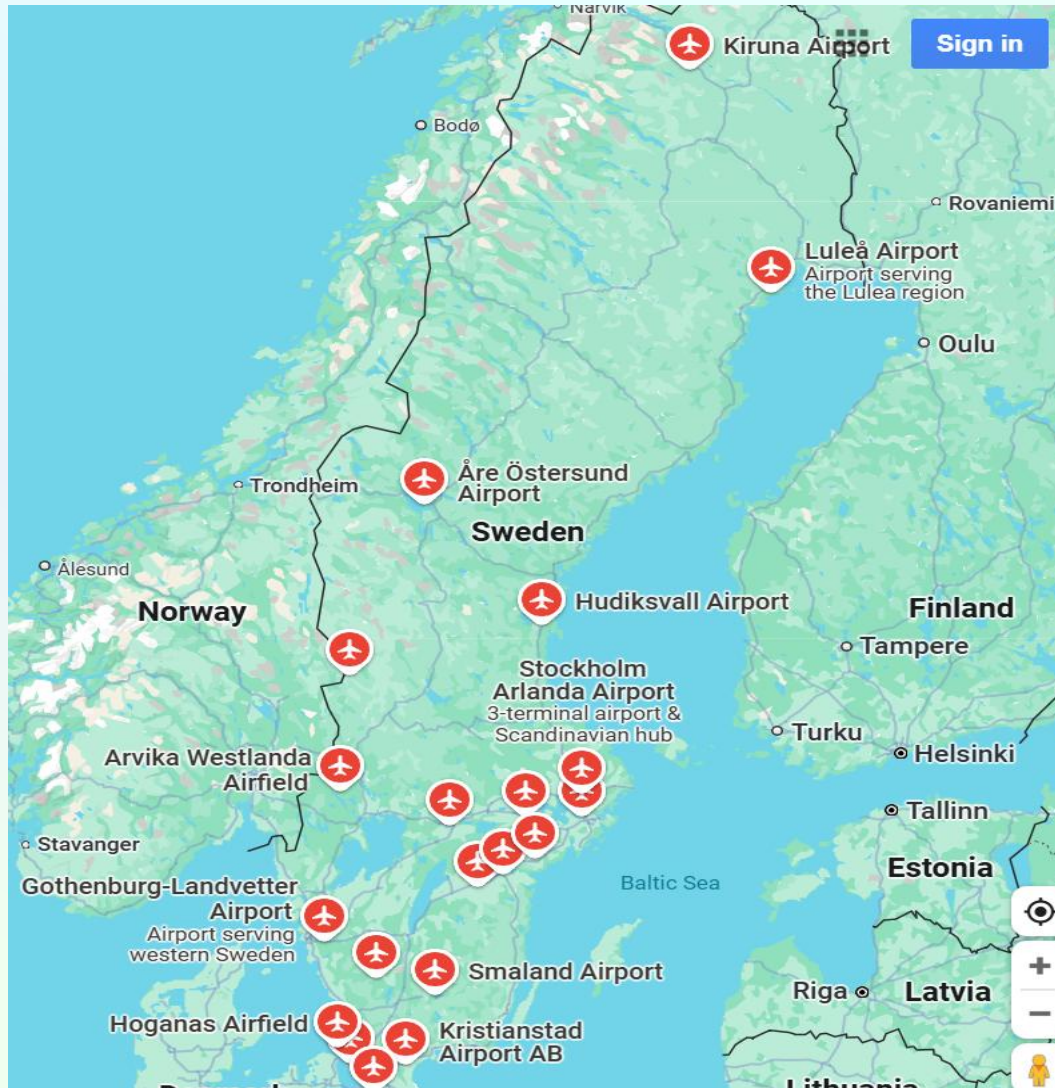 Narvik
Kiruna Airport
Sign in
Bodø
Rovaniemi
Luleå Airport
Airport serving
the Lulea region
Oulu
Åre Östersund
Airport
Trondheim
Sweden
Ålesund
Hudiksvall Airport
Norway
Finland
Tampere
Stockholm
Arlanda Airport
3-terminal airport &
Scandinavian hub
Turku
Helsinki
Arvika Westlanda
Airfield
Tallinn
Stavanger
Estonia
Baltic Sea
Gothenburg-Landvetter
Airport
Airport serving
western Sweden
Smaland Airport
Riga
Latvia
Hoganas Airfield
Kristianstad
Airport AB
Denmark
Lithuania